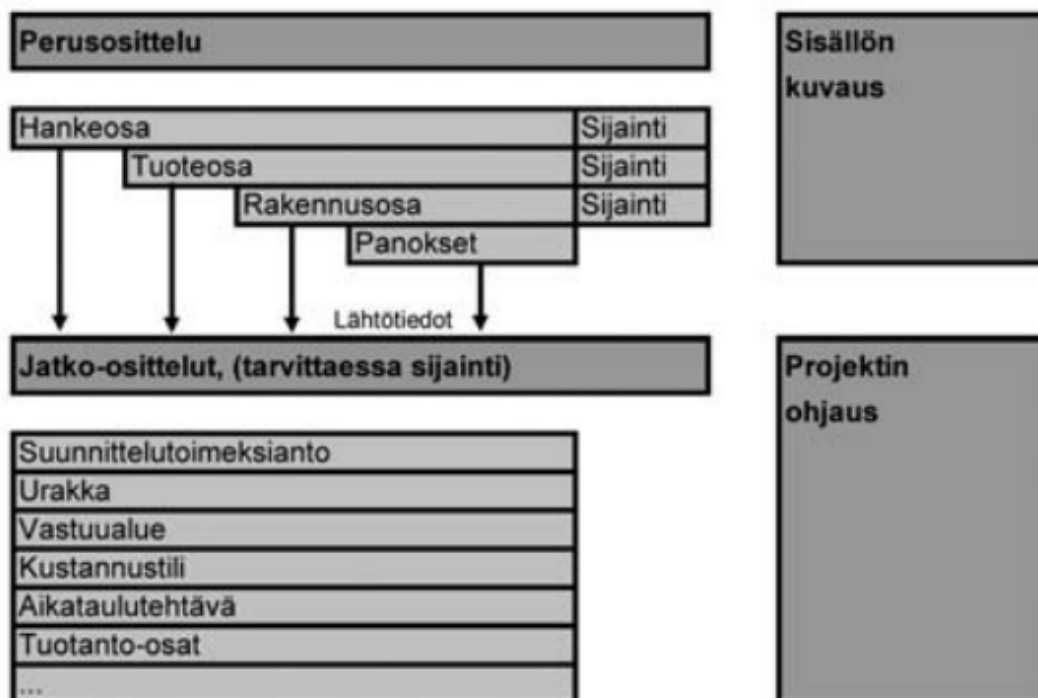 Perusosittelu
Hankeosa Sijainti
Tuoteosa Sijainti
Rakennusosa Sijainti
Panokset
Lähtötiedot
Jatko-osittelut, (tarvittaessa sijainti)
Suunnittelutoimeksianto
Urakka
Vastuualue
Kustannustili
Aikataulutehtävä
Tuotanto-osat
...
Sisällön
kuvaus
Projektin
ohjaus